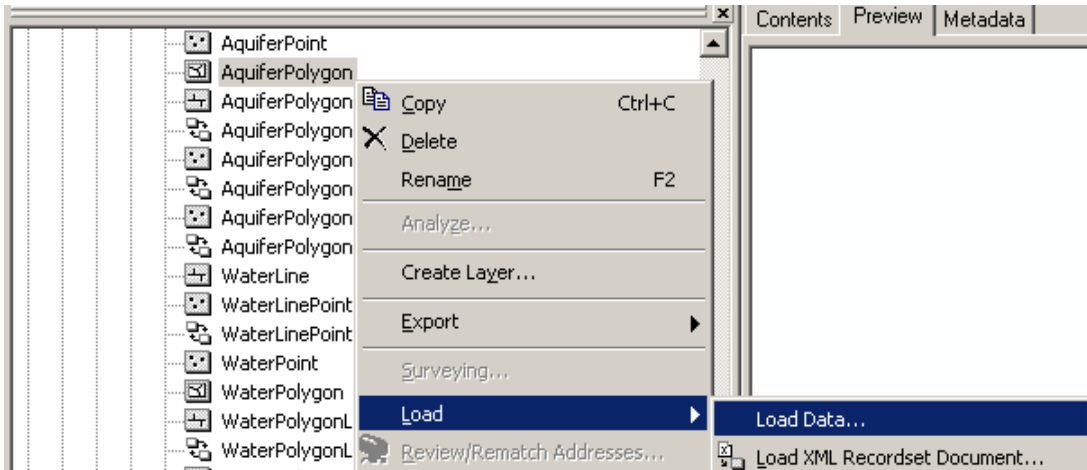 Contents Preview Metadata
AquiferPoint
AquiferPolygon
AquiferPolygon
AquiferPolygon
AquiferPolygon
AquiferPolygon
AquiferPolygon
AquiferPolygon
WaterLine
WaterLinePoint
WaterLinePoint
WaterPoint
WaterPolygon
WaterPolygonL
WaterPolygonL
Copy Ctrl+C
Delete
Rename F2
Analyze...
Create Layer...
Export
Surveying...
Load
Review/Rematch Addresses...
Load Data...
Load XML Recordset Document...